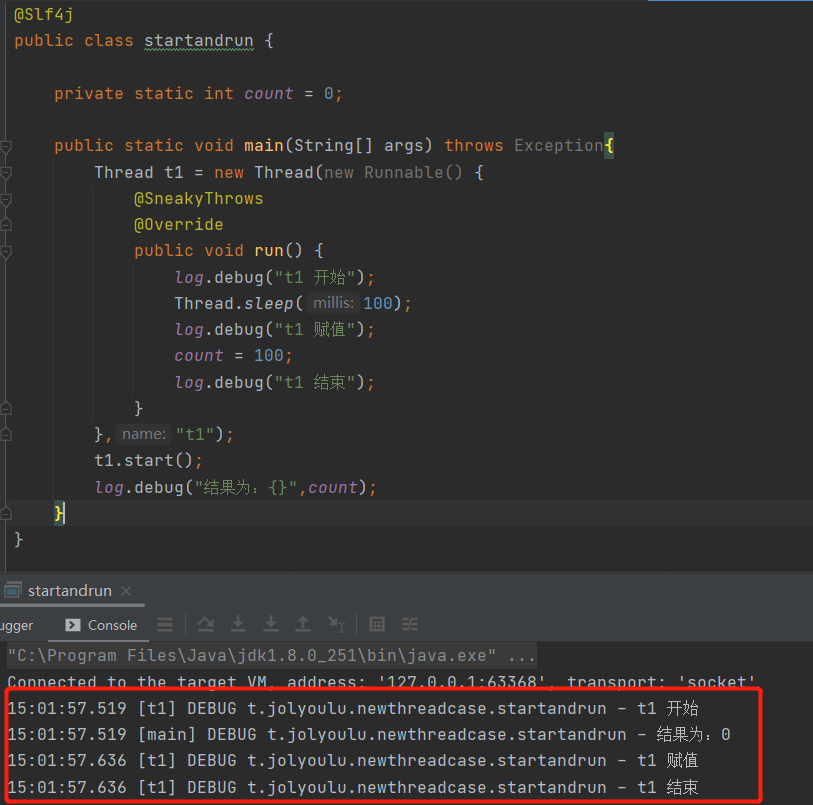 @Slf4j
public class startandrun {
private static int count = 0;
public static void main(String[] args) throws Exception{
Thread t1 = new Thread(new Runnable() {
@SneakyThrows
@Override
public void run() {
log.debug("t1 开始");
Thread.sleep( millis: 100);
log.debug("t1 赋值");
count = 100;
log.debug("t1 结束");
}
}, name: "t1");
t1.start();
log.debug("结果为：{}",count);
}
}
startandrun ×
ugger Console
"C:\Program Files\Java\jdk1.8.0_251\bin\java.exe" ...
Connected to the target VM, address: '127.0.0.1:63368', transport: 'socket'
15:01:57.519 [t1] DEBUG t.jolyoulu.newthreadcase.startandrun - t1 开始
15:01:57.519 [main] DEBUG t.jolyoulu.newthreadcase.startandrun - 结果为：0
15:01:57.636 [t1] DEBUG t.jolyoulu.newthreadcase.startandrun - t1 赋值
15:01:57.636 [t1] DEBUG t.jolyoulu.newthreadcase.startandrun - t1 结束